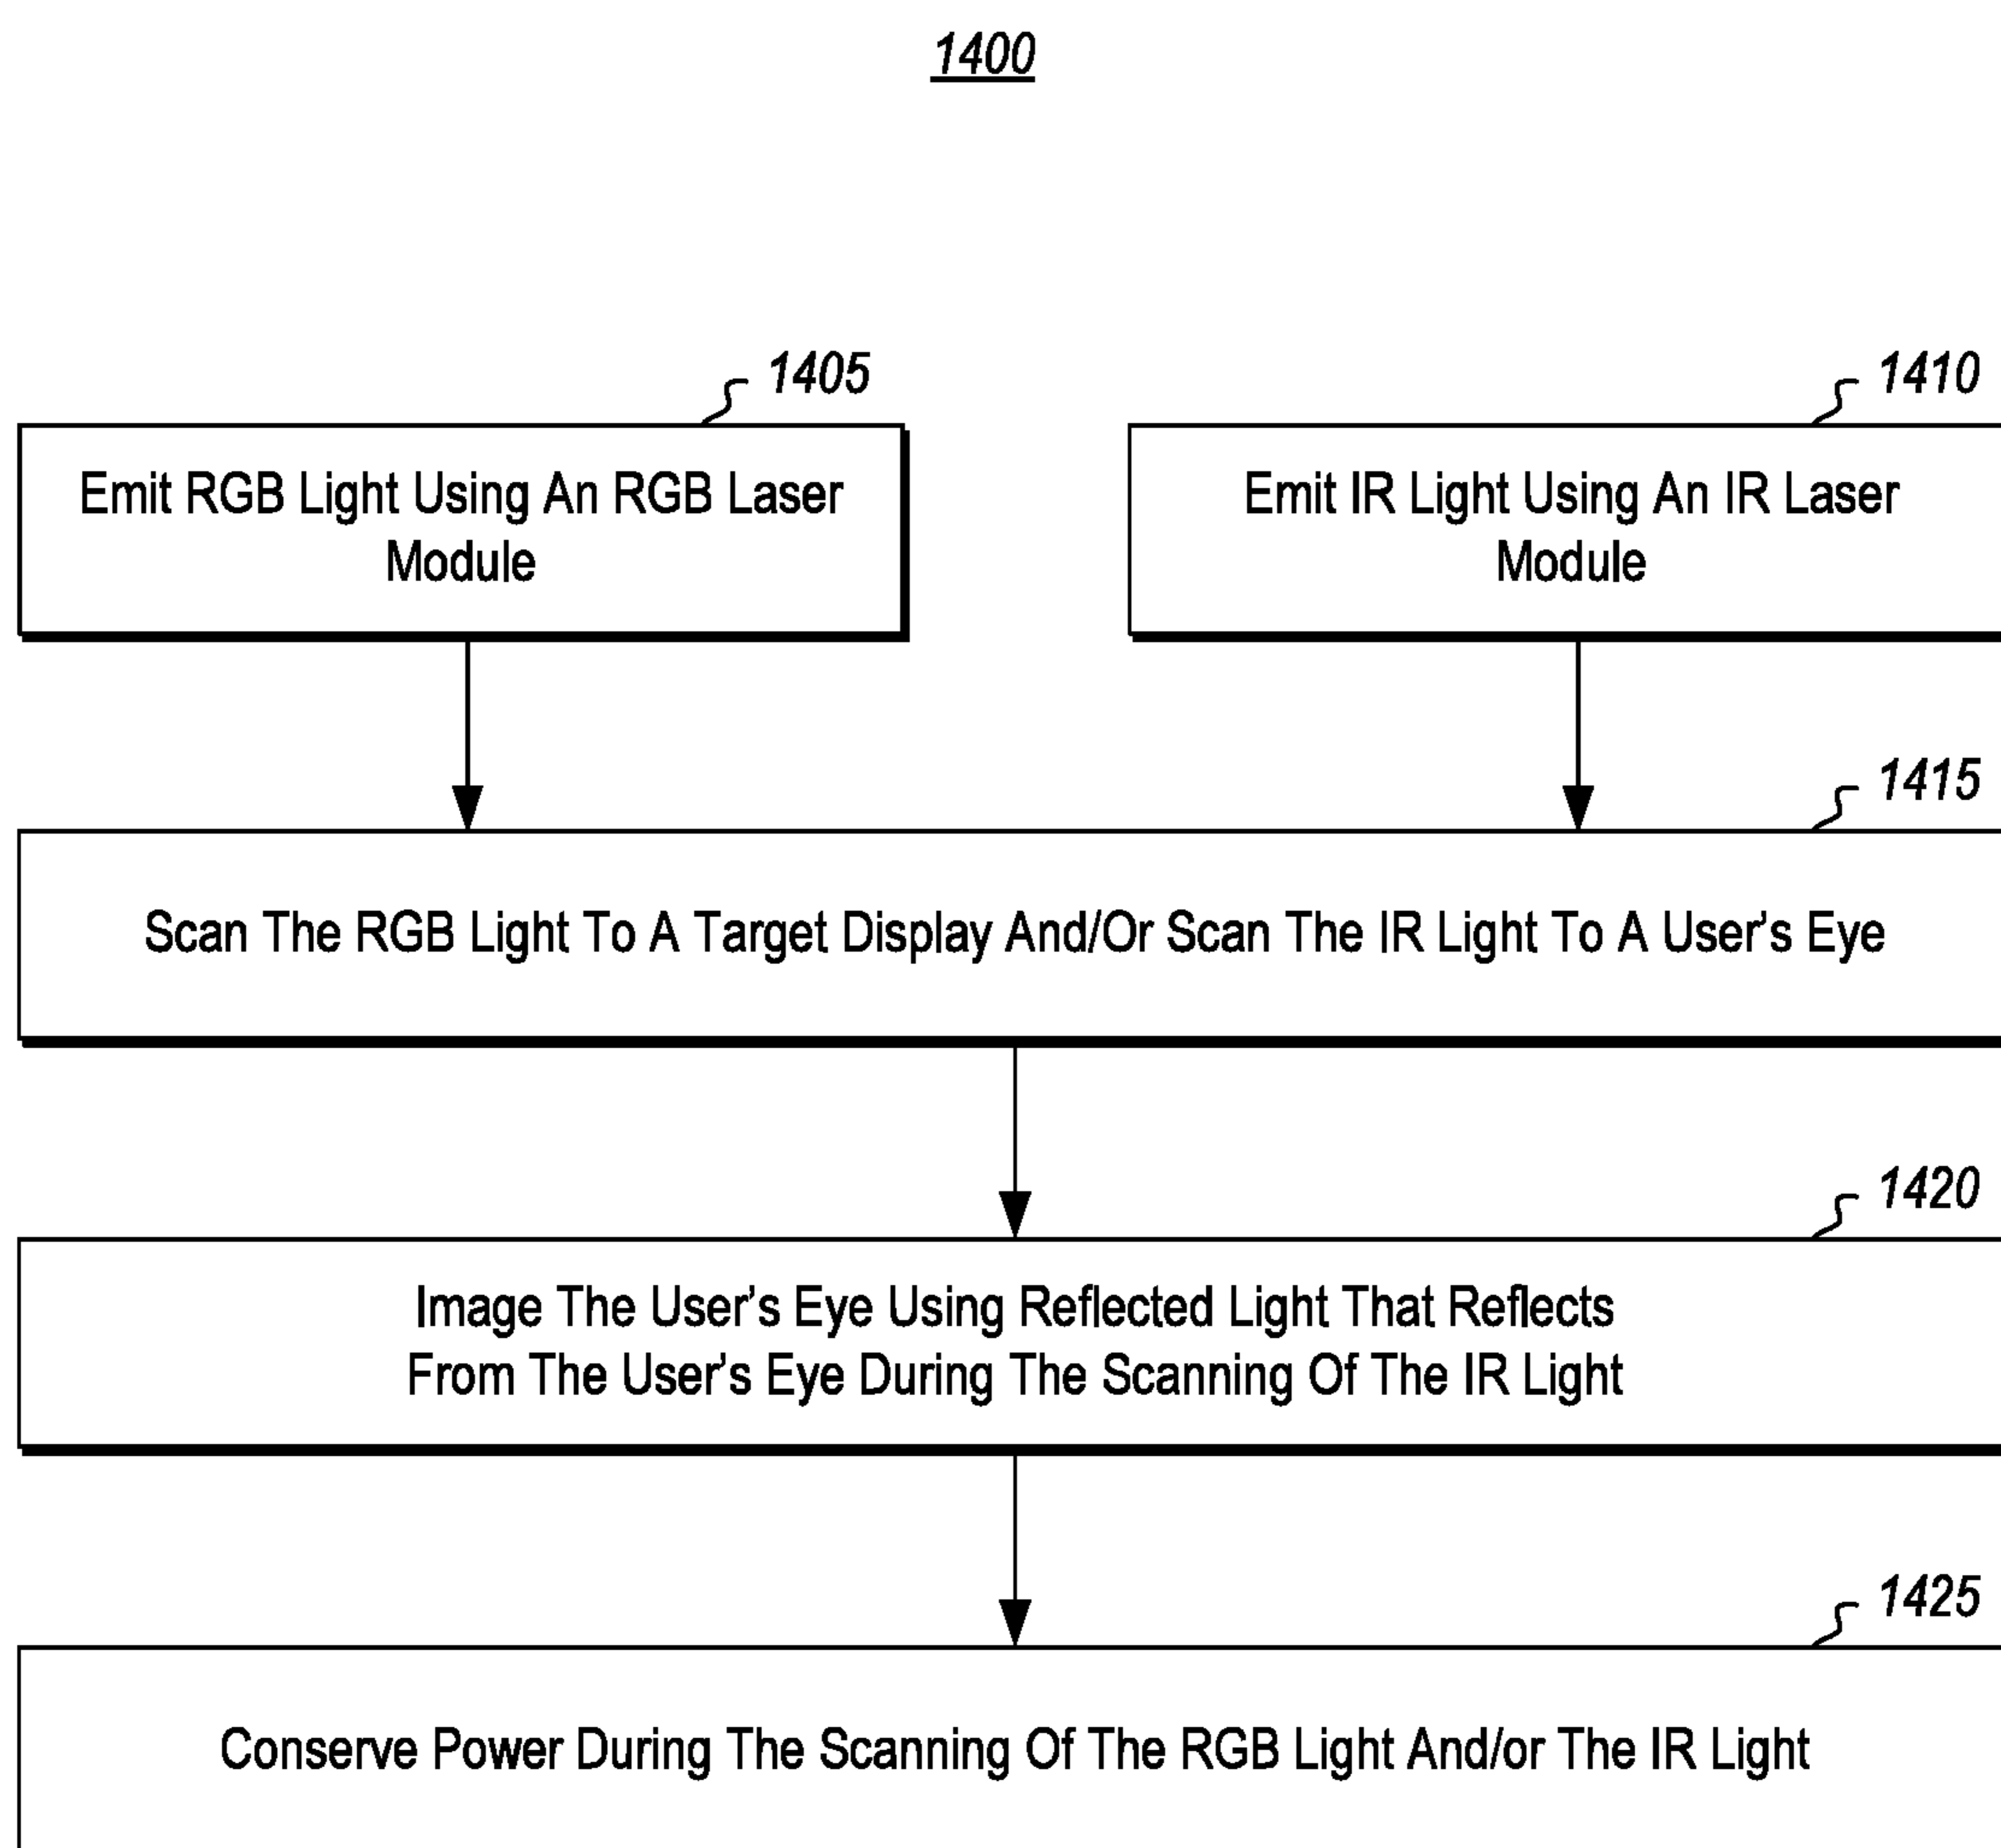 1400
1405
Emit RGB Light Using An RGB Laser
Module
1410
Emit IR Light Using An IR Laser
Module
1415
Scan The RGB Light To A Target Display And/Or Scan The IR Light To A User's Eye
1420
Image The User's Eye Using Reflected Light That Reflects
From The User's Eye During The Scanning Of The IR Light
1425
Conserve Power During The Scanning Of The RGB Light And/or The IR Light